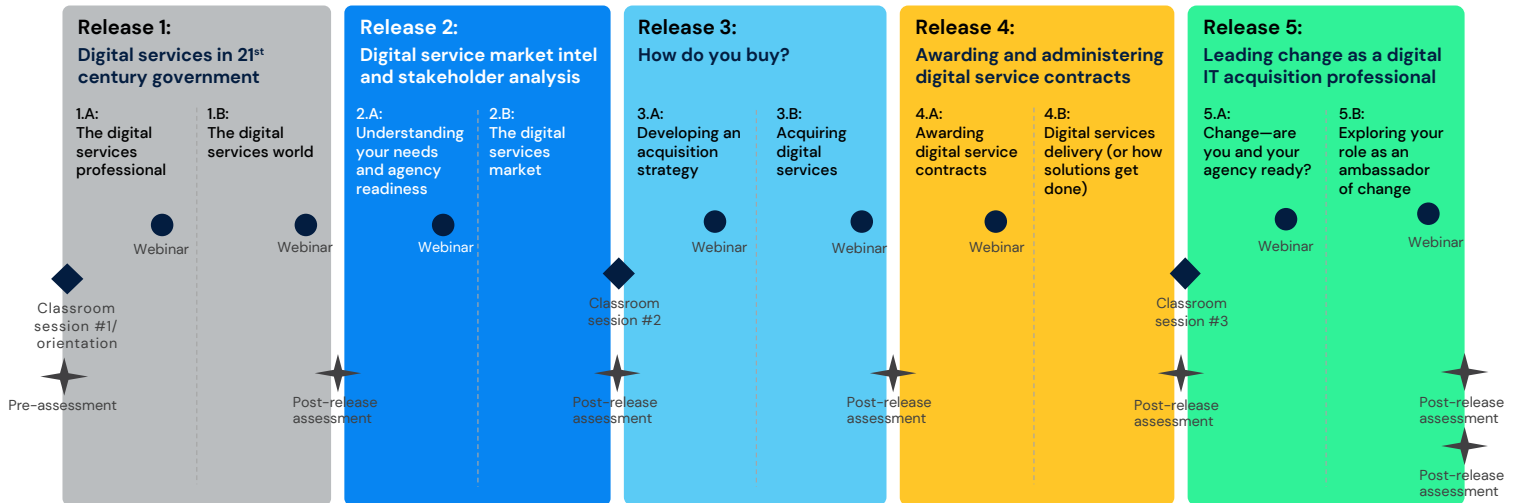 Release 1:
Digital services in 21st
century government
1.A:
The digital
services
professional
1.B:
The digital
services world
Webinar
Webinar
Classroom
session #1/
orientation
Pre-assessment
Post-release
assessment
Release 2:
Digital service market intel
and stakeholder analysis
2.A:
Understanding
your needs
and agency
readiness
2.B:
The digital
services
market
Webinar
Classroom
session #2
Post-release
assessment
Release 3:
How do you buy?
3.A:
Developing an
acquisition
strategy
3.B:
Acquiring
digital
services
Webinar
Webinar
Post-release
assessment
Release 4:
Awarding and administering
digital service contracts
4.A:
Awarding
digital service
contracts
4.B:
Digital services
delivery (or how
solutions get
done)
Webinar
Classroom
session #3
Post-release
assessment
Release 5:
Leading change as a digital
IT acquisition professional
5.A:
Change—are
you and your
agency ready?
5.B:
Exploring your
role as an
ambassador
of change
Webinar
Webinar
Post-release
assessment
Post-release
assessment